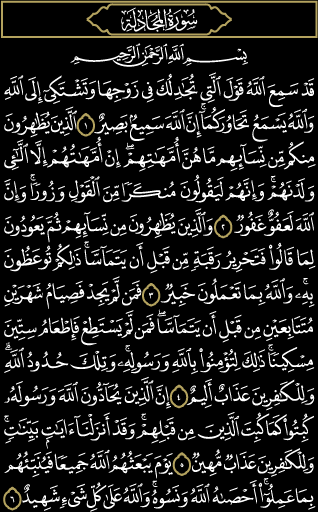 سُورَةُ المُجَادلَة
بِسْمِ ٱللَّهِ ٱلرَّحْمَٰنِ ٱلرَّحِيمِ
قَدْ سَمِعَ ٱللَّهُ قَوْلَ ٱلَّتِى تُجَٰدِلُكَ فِى زَوْجِهَا وَتَشْتَكِىٓ إِلَى ٱللَّهِ
وَٱللَّهُ يَسْمَعُ تَحَاوُرَكُمَآ ۚ إِنَّ ٱللَّهَ سَمِيعٌۢ بَصِيرٌ ١ ٱلَّذِينَ يُظَٰهِرُونَ
مِنكُم مِّن نِّسَآئِهِم مَّا هُنَّ أُمَّهَٰتِهِمْ ۖ إِنْ أُمَّهَٰتُهُمْ إِلَّا ٱلَّٰٓـِٔى
وَلَدْنَهُمْ ۚ وَإِنَّهُمْ لَيَقُولُونَ مُنكَرًا مِّنَ ٱلْقَوْلِ وَزُورًا ۚ وَإِنَّ
ٱللَّهَ لَعَفُوٌّ غَفُورٌ ٢ وَٱلَّذِينَ يُظَٰهِرُونَ مِن نِّسَآئِهِمْ ثُمَّ يَعُودُونَ
لِمَا قَالُوا۟ فَتَحْرِيرُ رَقَبَةٍ مِّن قَبْلِ أَن يَتَمَآسَّا ۚ ذَٰلِكُمْ تُوعَظُونَ
بِهِۦ ۚ وَٱللَّهُ بِمَا تَعْمَلُونَ خَبِيرٌ ٣ فَمَن لَّمْ يَجِدْ فَصِيَامُ شَهْرَيْنِ
مُتَتَابِعَيْنِ مِن قَبْلِ أَن يَتَمَآسَّا ۖ فَمَن لَّمْ يَسْتَطِعْ فَإِطْعَامُ سِتِّينَ
مِسْكِينًا ۚ ذَٰلِكَ لِتُؤْمِنُوا۟ بِٱللَّهِ وَرَسُولِهِۦ ۚ وَتِلْكَ حُدُودُ ٱللَّهِ ۗ
وَلِلْكَٰفِرِينَ عَذَابٌ أَلِيمٌ ٤ إِنَّ ٱلَّذِينَ يُحَآدُّونَ ٱللَّهَ وَرَسُولَهُۥ
كُبِتُوا۟ كَمَا كُبِتَ ٱلَّذِينَ مِن قَبْلِهِمْ ۚ وَقَدْ أَنزَلْنَآ ءَايَٰتٍۭ بَيِّنَٰتٍ ۚ
وَلِلْكَٰفِرِينَ عَذَابٌ مُّهِينٌ ٥ يَوْمَ يَبْعَثُهُمُ ٱللَّهُ جَمِيعًا فَيُنَبِّئُهُم
بِمَا عَمِلُوٓا۟ ۚ أَحْصَىٰهُ ٱللَّهُ وَنَسُوهُ ۚ وَٱللَّهُ عَلَىٰ كُلِّ شَىْءٍ شَهِيدٌ ٦